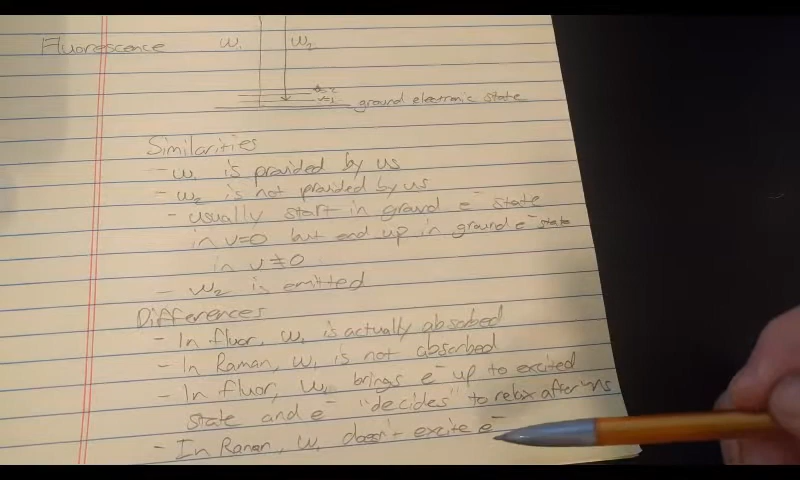 Fluorescence
ω₁ ω₂
v=2
v=1
ground electronic state
Similarities
- ω₁ is provided by us
- ω₂ is not provided by us
- usually start in ground e⁻ state
in v=0 but end up in ground e⁻ state
in v≠0
- ω₂ is emitted
Differences
- In fluor, ω₁ is actually absorbed
- In Raman, ω₁ is not absorbed
- In fluor, ω₁ brings e⁻ up to excited
state and e⁻ "decides" to relax after ns
- In Raman, ω₁ doesn't excite e⁻